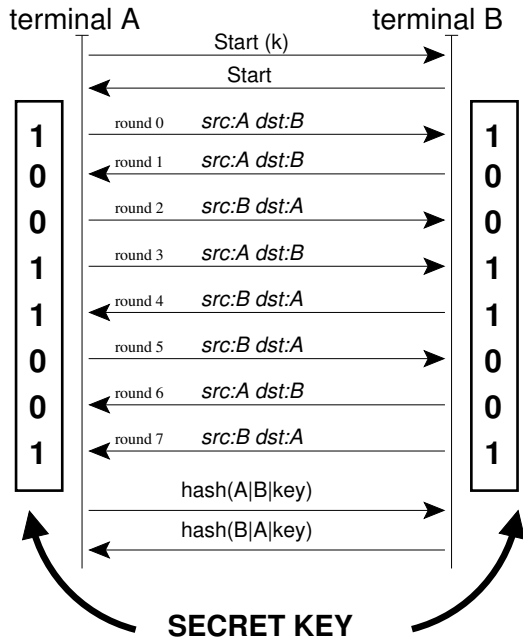 terminal A terminal B
Start (k)
Start
1 round 0 src:A dst:B 1
0 round 1 src:A dst:B 0
0 round 2 src:B dst:A 0
1 round 3 src:A dst:B 1
1 round 4 src:B dst:A 1
0 round 5 src:B dst:A 0
0 round 6 src:A dst:B 0
1 round 7 src:B dst:A 1
hash(A|B|key)
hash(B|A|key)
SECRET KEY